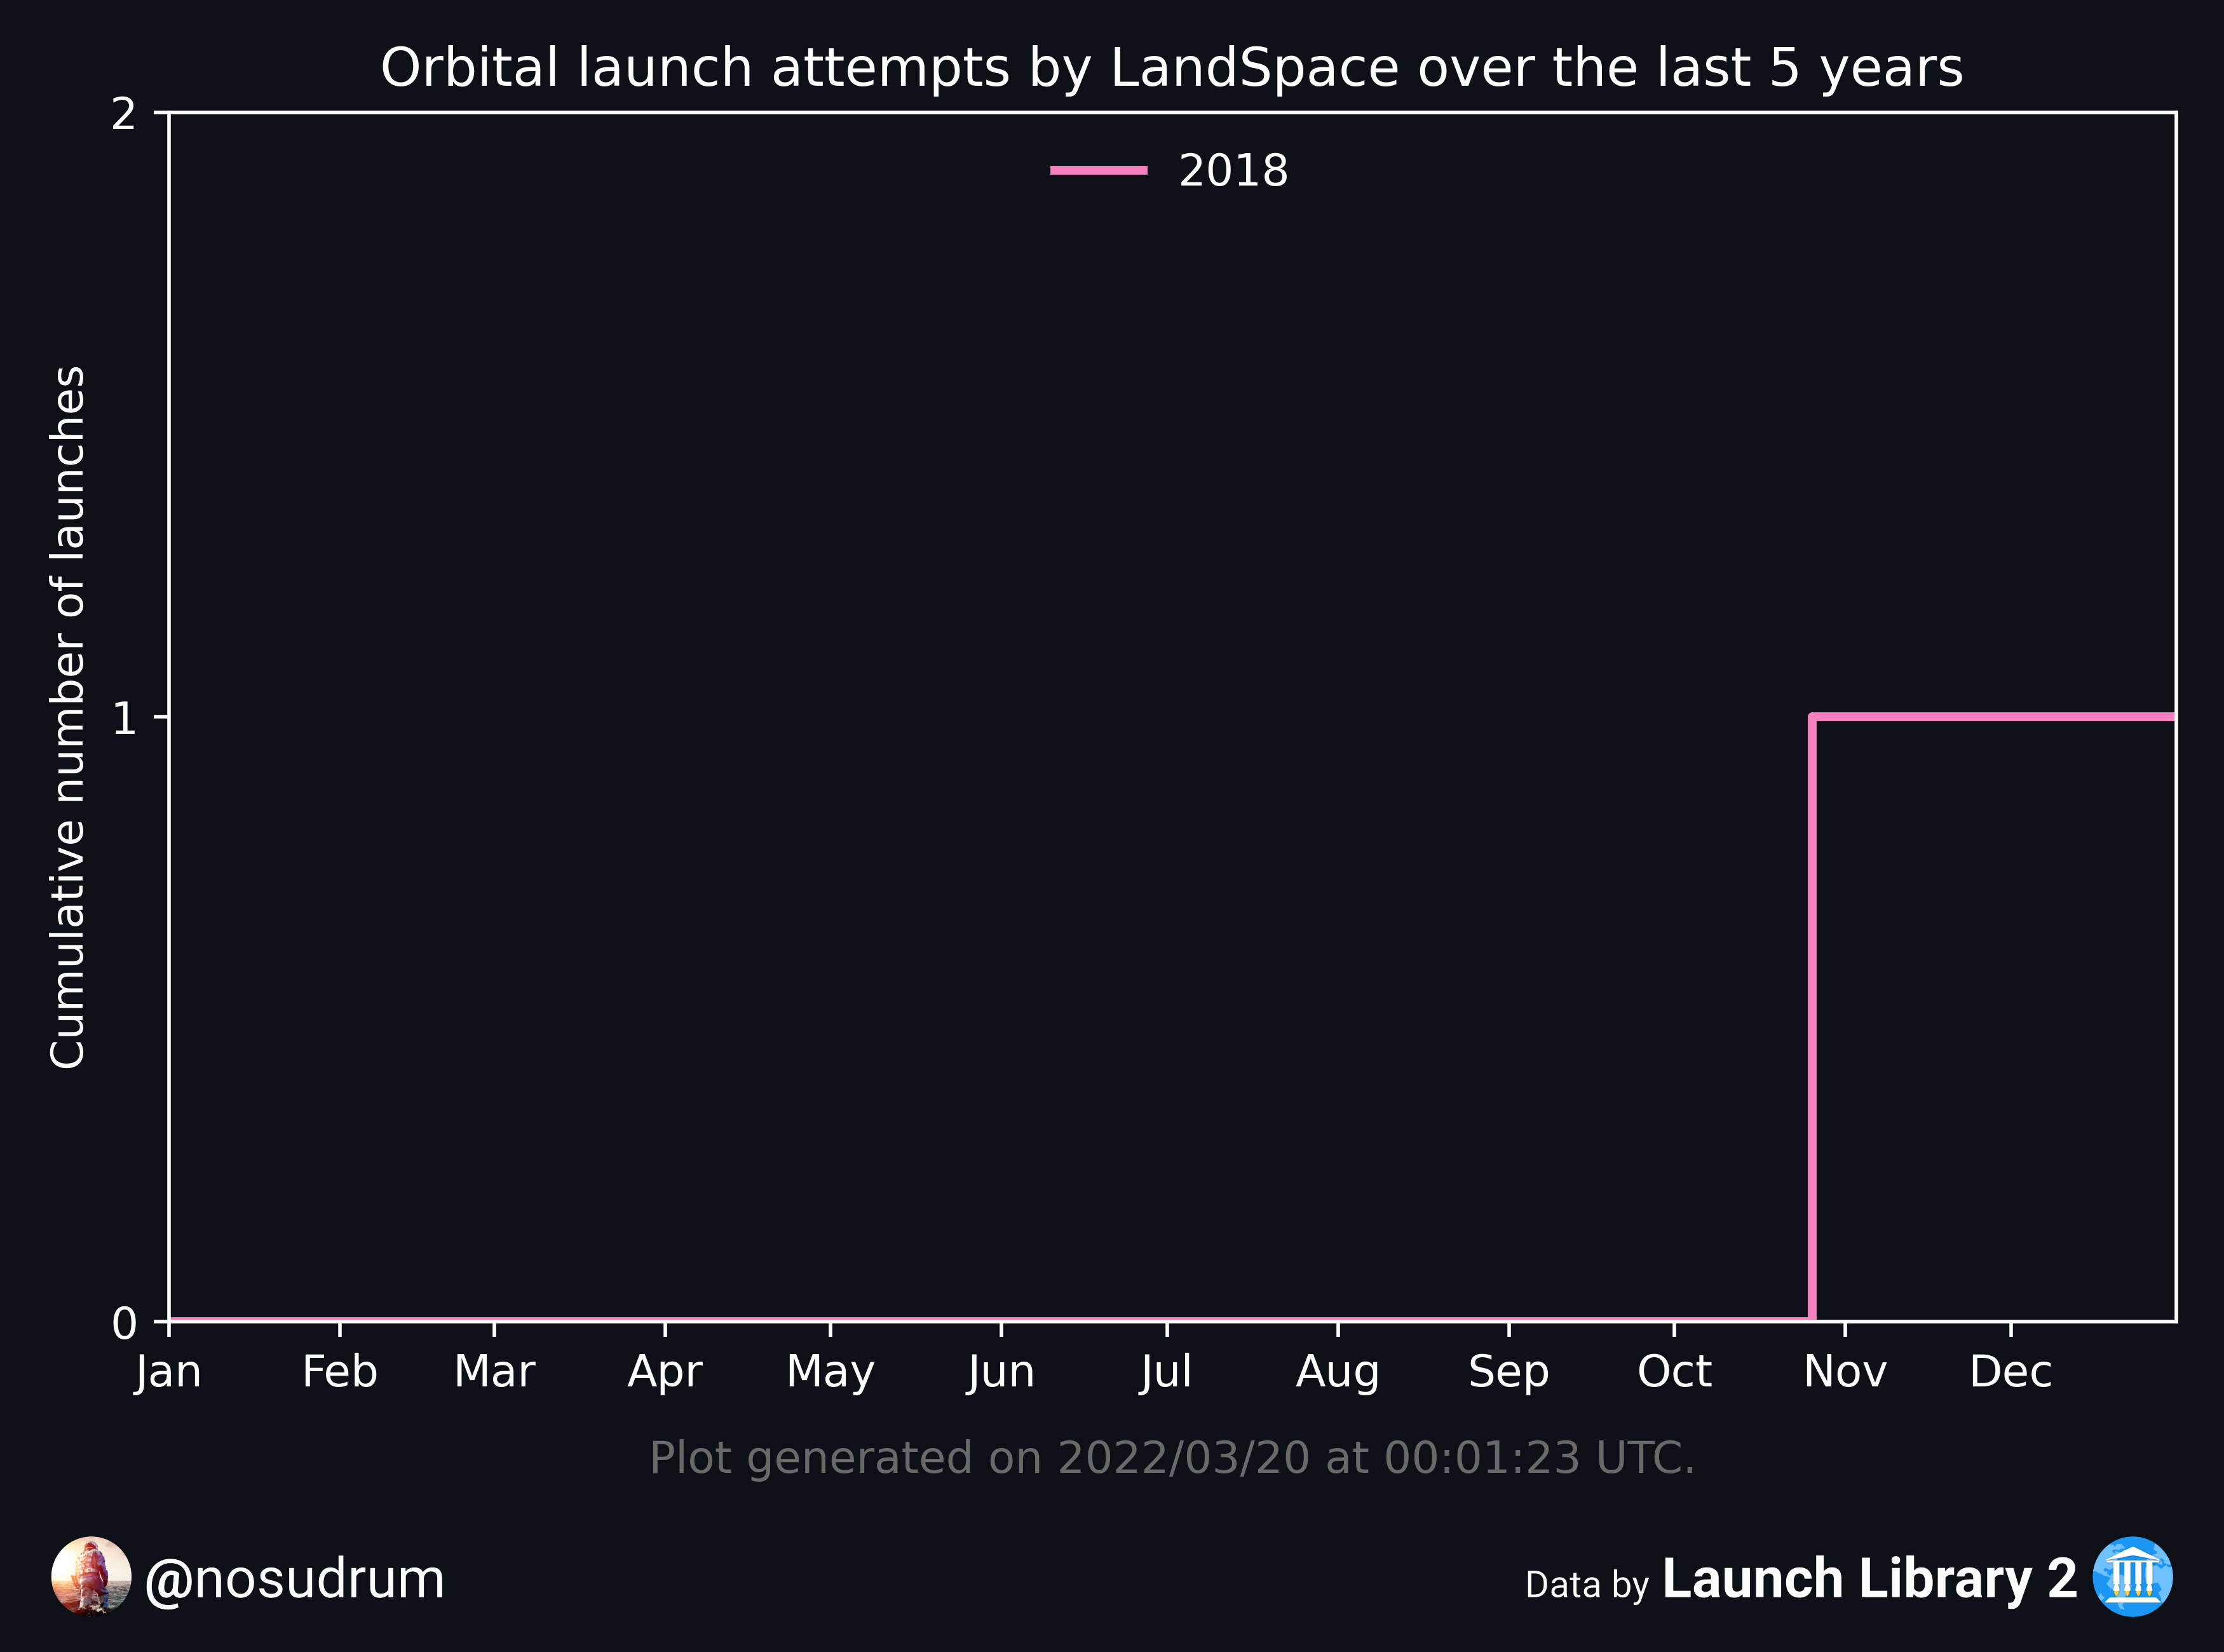 Orbital launch attempts by LandSpace over the last 5 years
2
2018
Cumulative number of launches
1
0
Jan Feb Mar Apr May Jun Jul Aug Sep Oct Nov Dec
Plot generated on 2022/03/20 at 00:01:23 UTC.
@nosudrum
Data by Launch Library 2